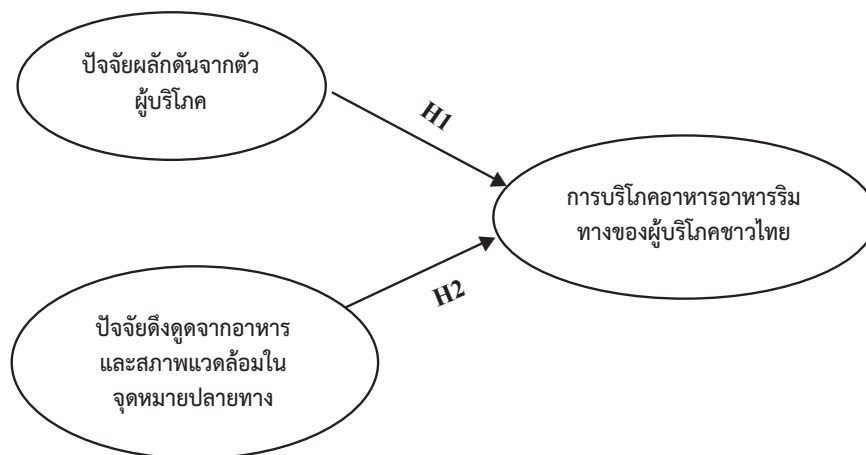 ปัจจัยผลักดันจากตัว
ผู้บริโภค
H1
การบริโภคอาหารอาหารริม
ทางของผู้บริโภคชาวไทย
H2
ปัจจัยดึงดูดจากอาหาร
และสภาพแวดล้อมใน
จุดหมายปลายทาง